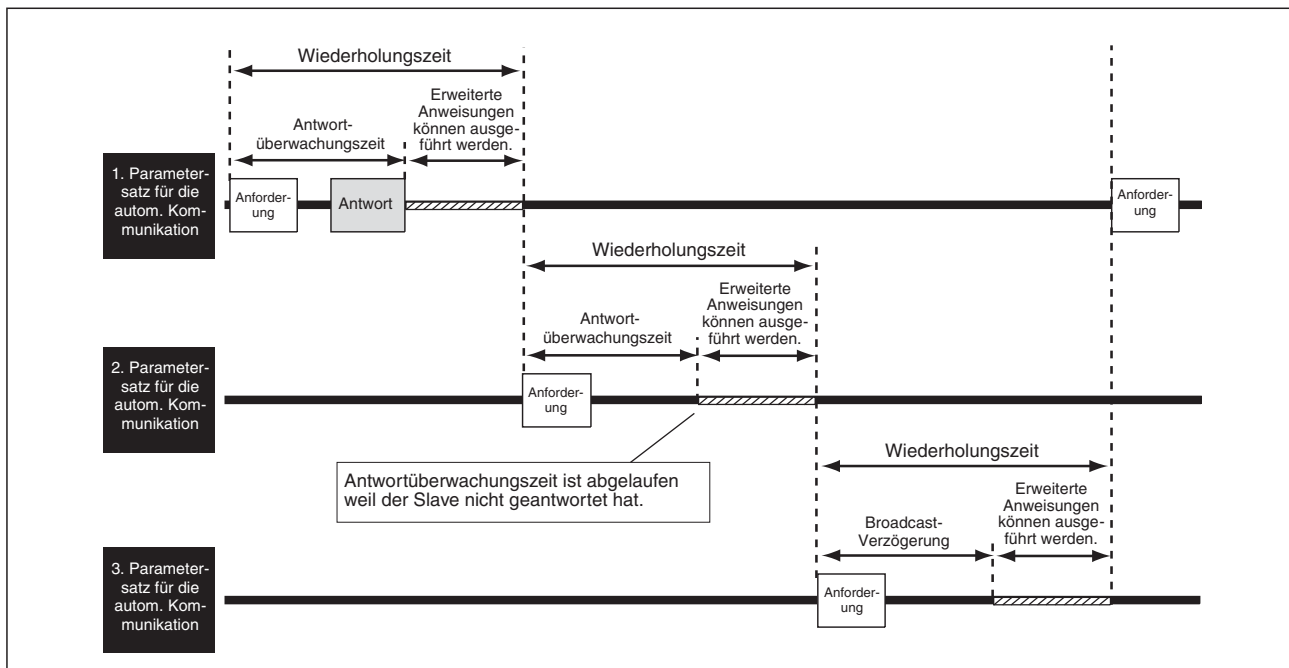 Wiederholungszeit
Antwort-
überwachungszeit
Erweiterte
Anweisungen
können ausge-
führt werden.
1. Parameter-
satz für die
autom. Kom-
munikation
Anforder-
ung
Antwort
Anforder-
ung
Wiederholungszeit
Antwort-
überwachungszeit
Erweiterte
Anweisungen
können ausge-
führt werden.
2. Parameter-
satz für die
autom. Kom-
munikation
Anforder-
ung
Antwortüberwachungszeit ist abgelaufen
weil der Slave nicht geantwortet hat.
Wiederholungszeit
Broadcast-
Verzögerung
Erweiterte
Anweisungen
können ausge-
führt werden.
3. Parameter-
satz für die
autom. Kom-
munikation
Anforder-
ung